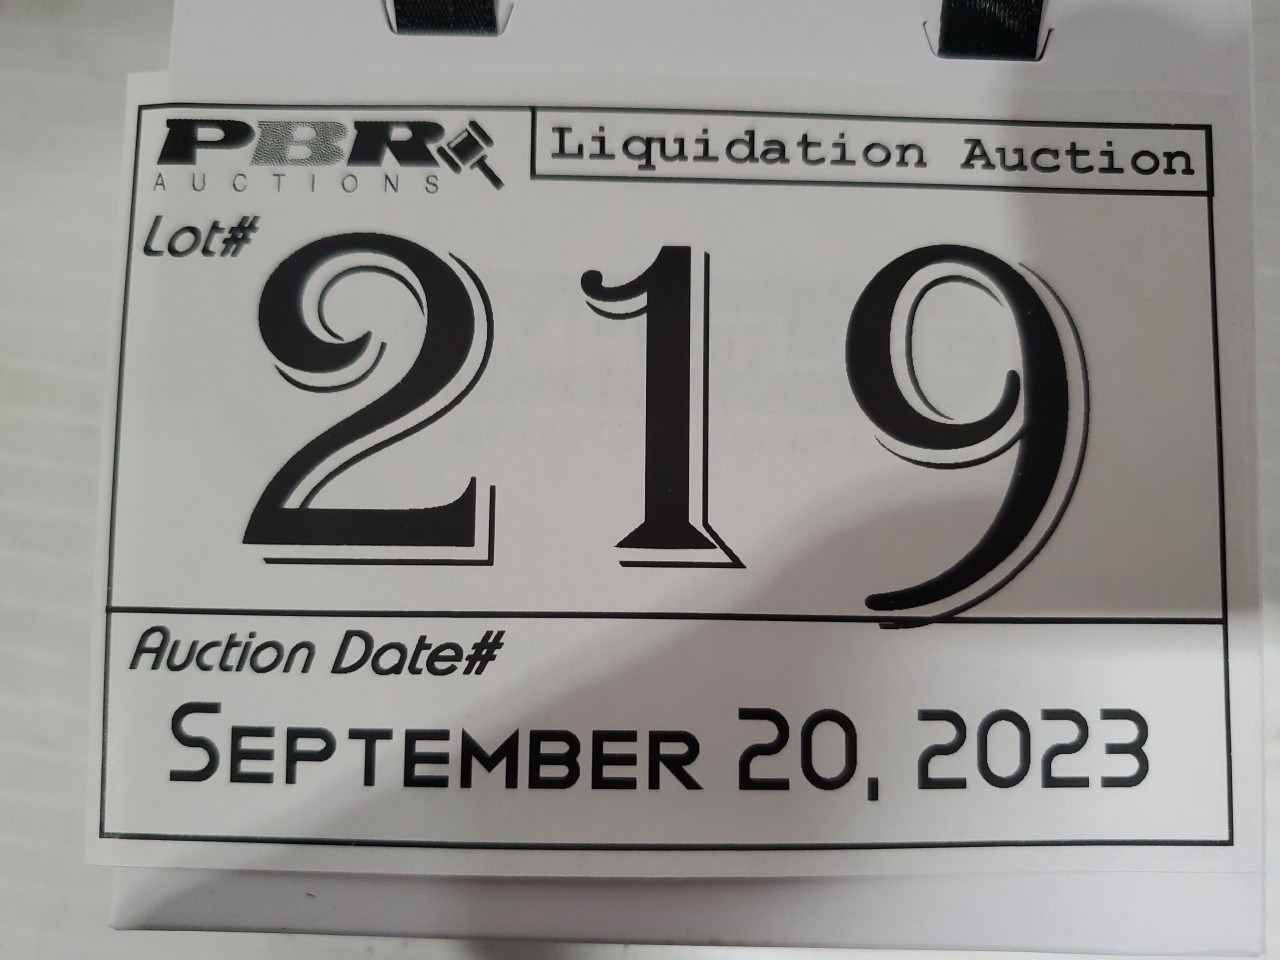 PBR
AUCTIONS
Liquidation Auction
Lot#
219
Auction Date#
September 20, 2023